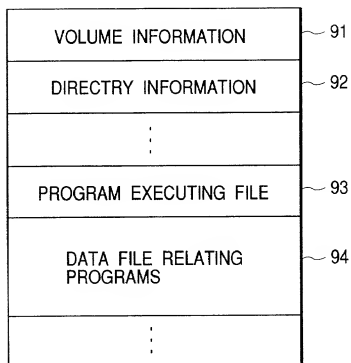 VOLUME INFORMATION
91
DIRECTRY INFORMATION
92
PROGRAM EXECUTING FILE
93
DATA FILE RELATING
PROGRAMS
94